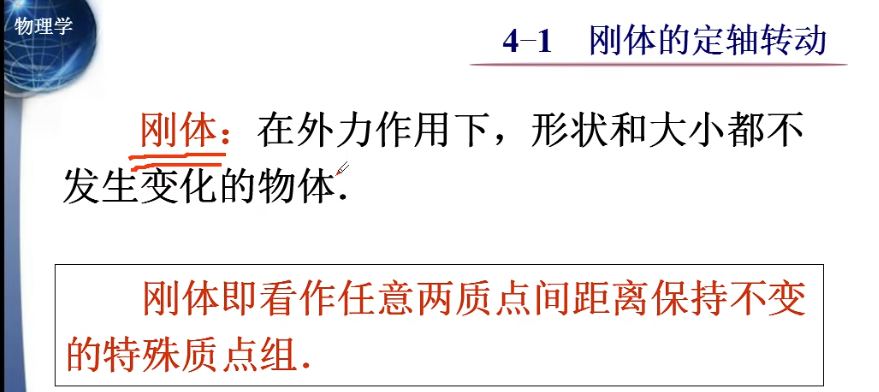 物理学
4-1 刚体的定轴转动
刚体：在外力作用下，形状和大小都不
发生变化的物体．
刚体即看作任意两质点间距离保持不变
的特殊质点组．